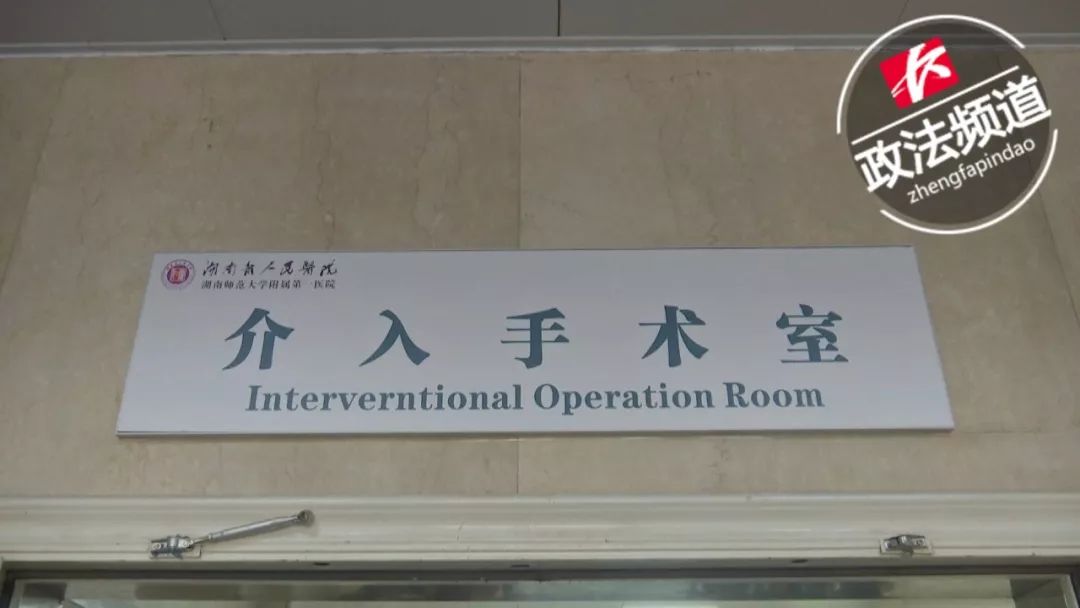 长
政法频道
zhengfapindao
湖南省人民医院
湖南师范大学附属第一医院
介入手术室
Interverntional Operation Room